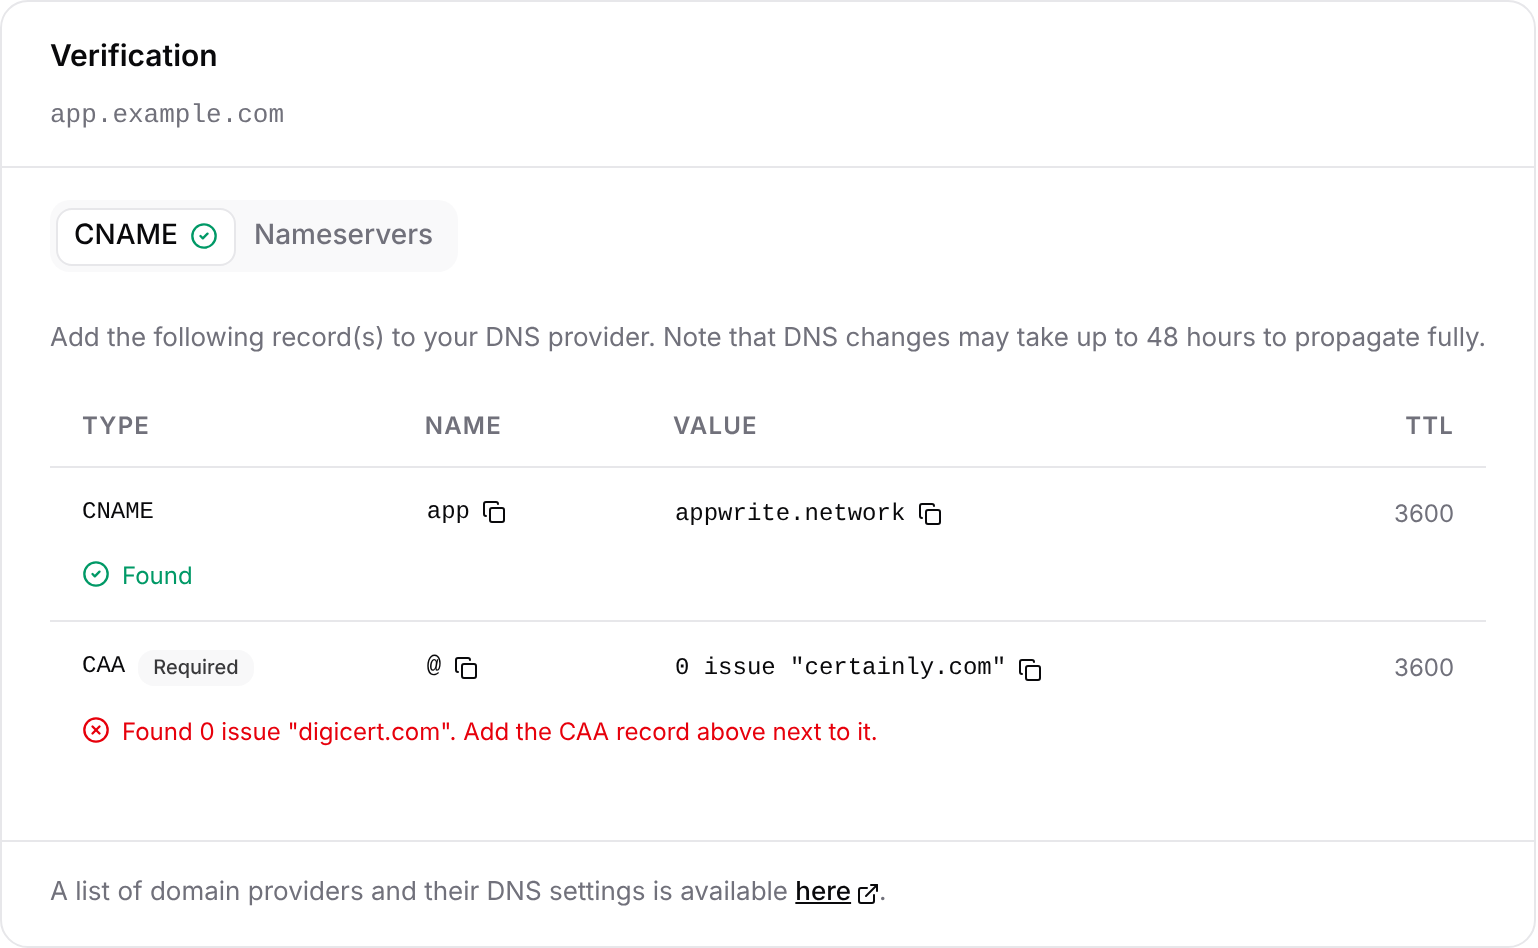 Verification
app.example.com
CNAME Nameservers
Add the following record(s) to your DNS provider. Note that DNS changes may take up to 48 hours to propagate fully.
TYPE NAME VALUE TTL
CNAME app appwrite.network 3600
Found
CAA Required @ 0 issue "certainly.com" 3600
Found 0 issue "digicert.com". Add the CAA record above next to it.
A list of domain providers and their DNS settings is available here.